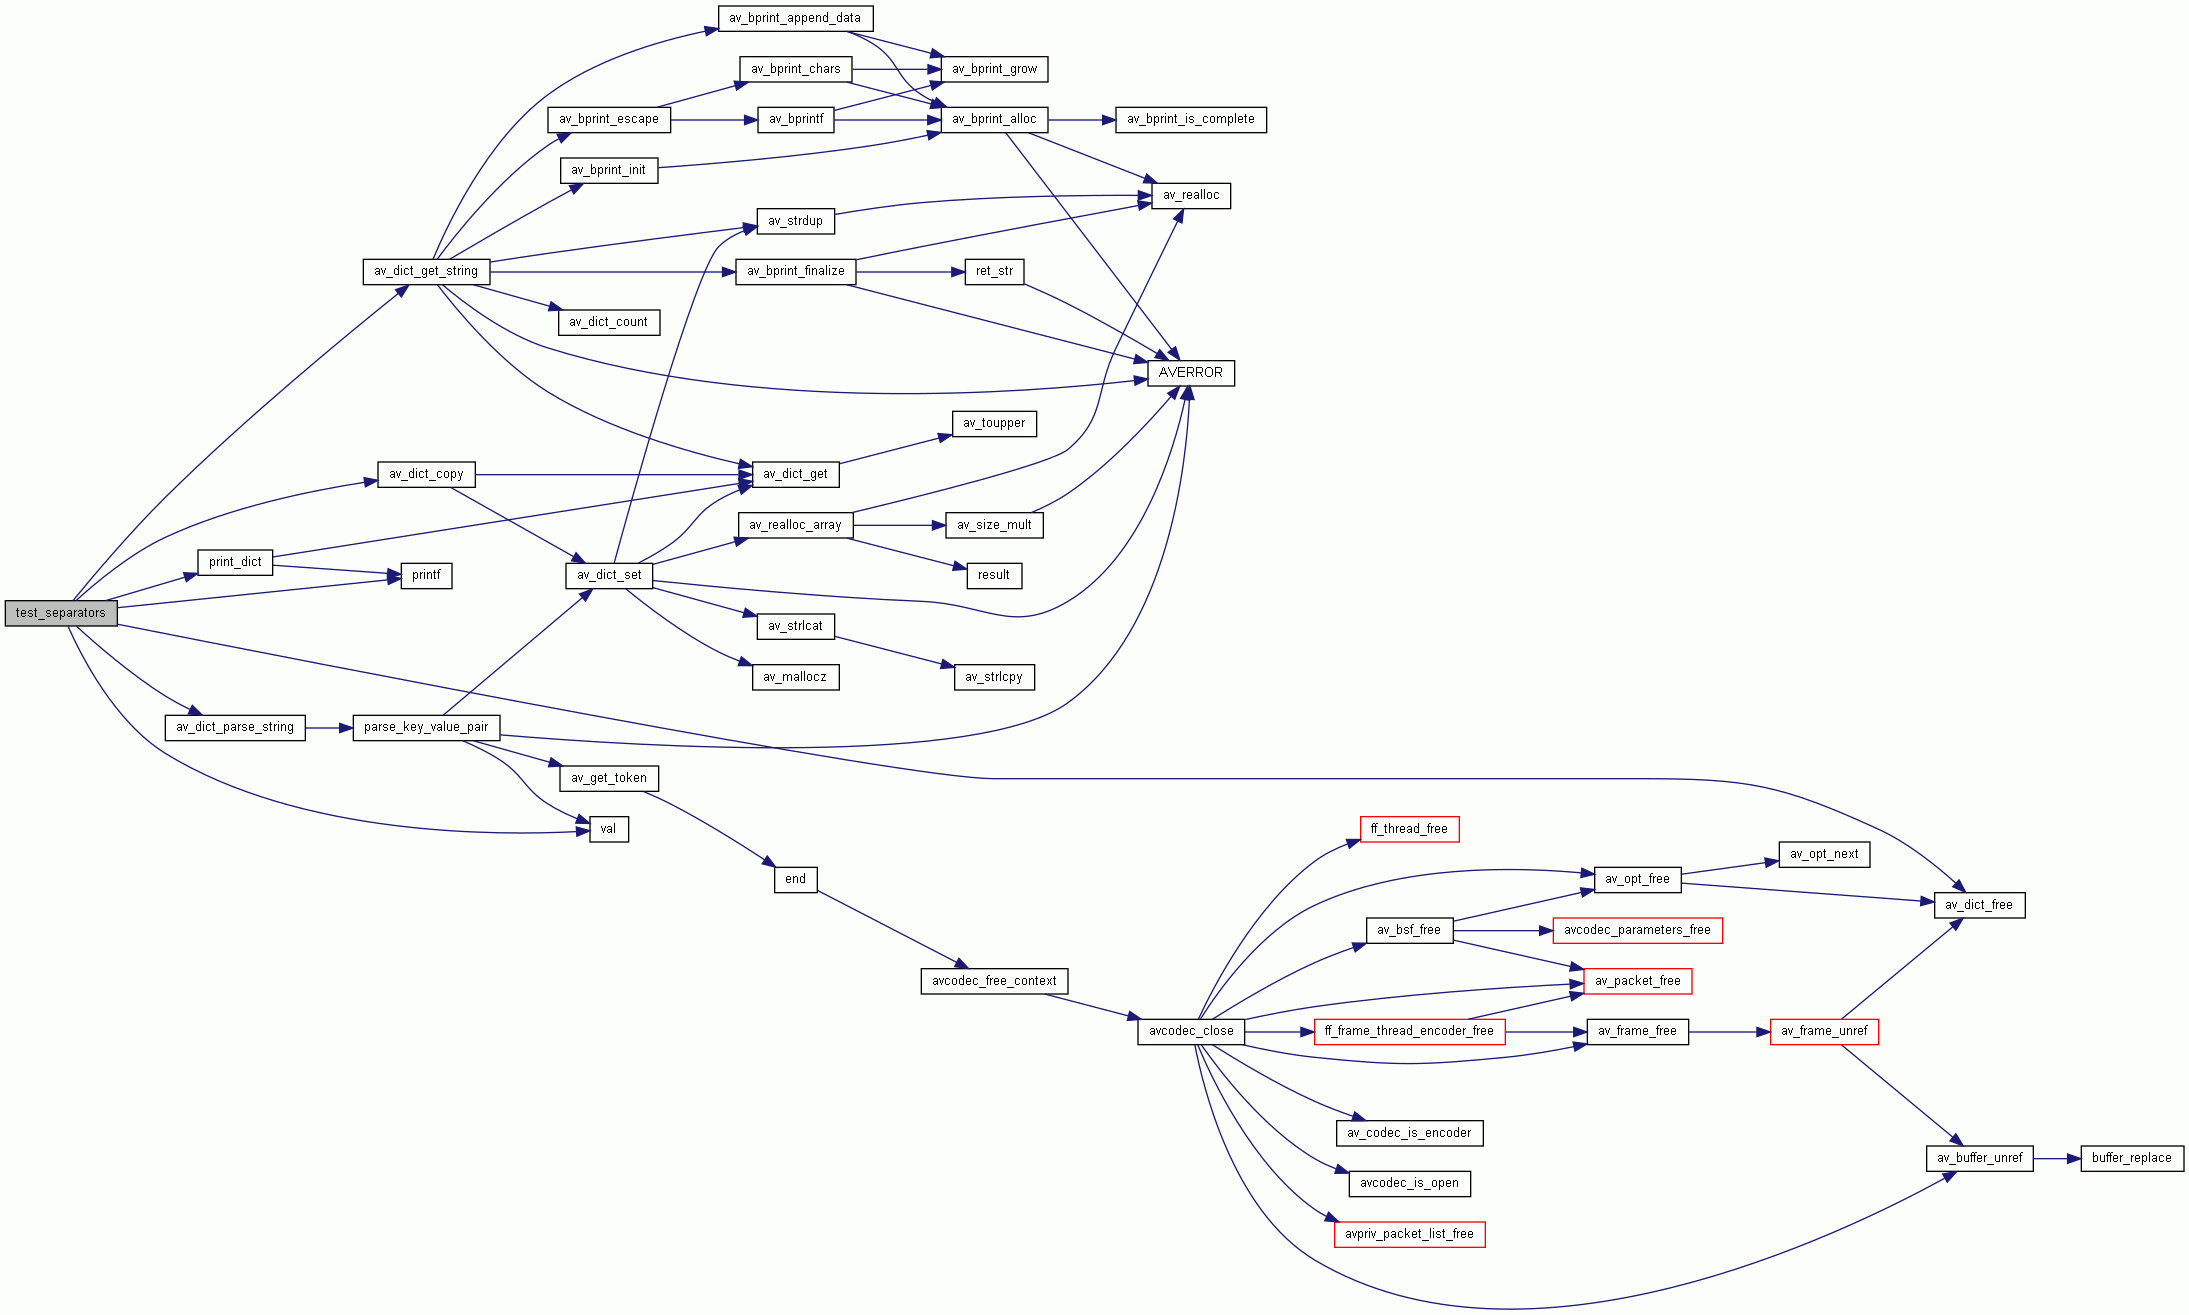 av_bprint_append_data
av_bprint_chars
av_bprint_grow
av_bprint_escape
av_bprintf
av_bprint_alloc
av_bprint_is_complete
av_bprint_init
av_realloc
av_strdup
av_dict_get_string
av_bprint_finalize
ret_str
av_dict_count
AVERROR
av_toupper
av_dict_copy
av_dict_get
av_realloc_array
av_size_mult
print_dict
printf
av_dict_set
result
test_separators
av_strlcat
av_mallocz
av_strlcpy
av_dict_parse_string
parse_key_value_pair
av_get_token
val
ff_thread_free
av_opt_next
end
av_opt_free
av_dict_free
av_bsf_free
avcodec_parameters_free
avcodec_free_context
av_packet_free
avcodec_close
ff_frame_thread_encoder_free
av_frame_free
av_frame_unref
av_codec_is_encoder
av_buffer_unref
buffer_replace
avcodec_is_open
avpriv_packet_list_free